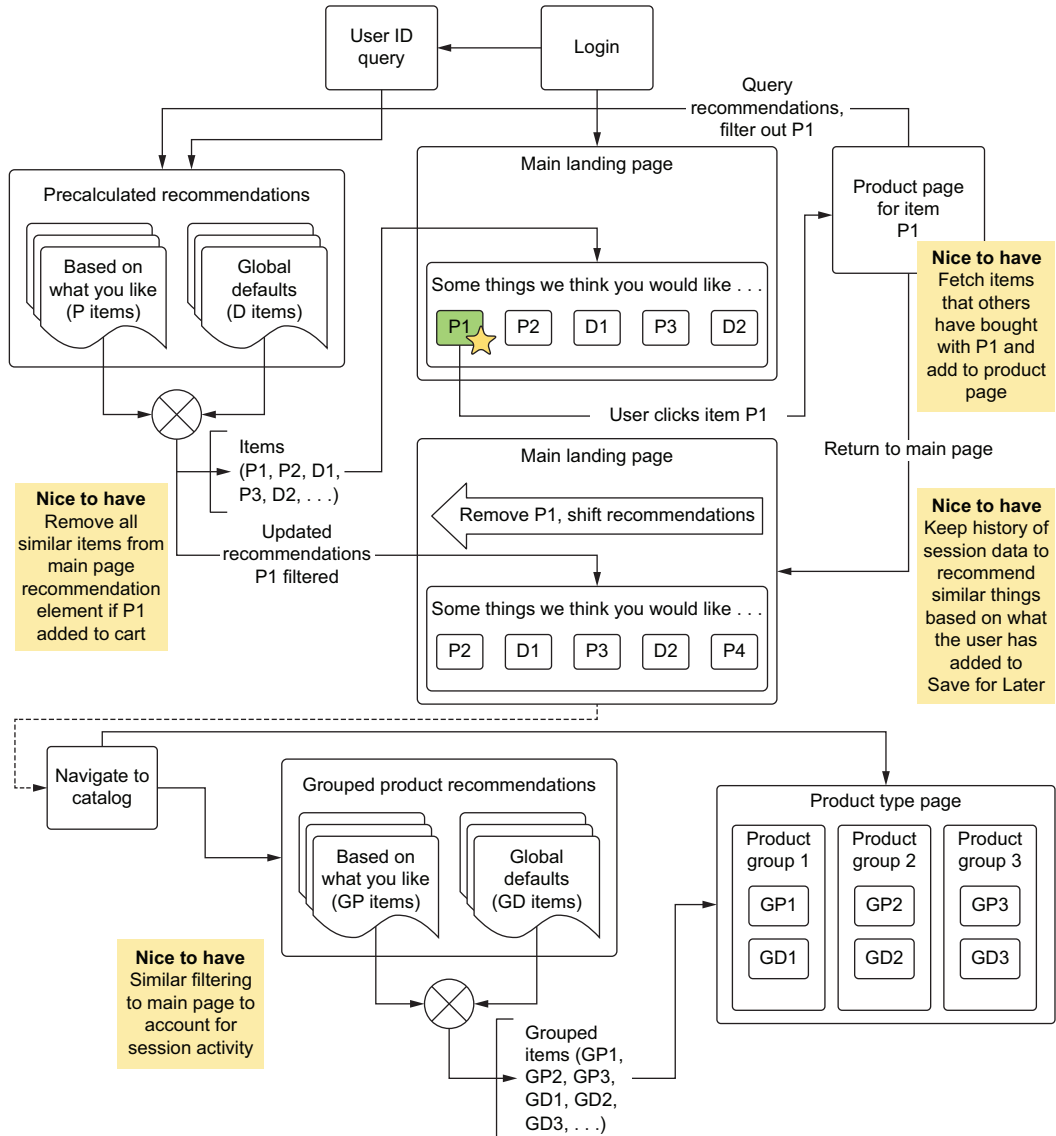 User ID
query
Login
Query
recommendations,
filter out P1
Precalculated recommendations
Based on
what you like
(P items)
Global
defaults
(D items)
Main landing page
Some things we think you would like . . .
P1
P2
D1
P3
D2
Product page
for item
P1
Nice to have
Fetch items
that others
have bought
with P1 and
add to product
page
User clicks item P1
Items
(P1, P2, D1,
P3, D2, . . .)
Return to main page
Nice to have
Remove all
similar items from
main page
recommendation
element if P1
added to cart
Updated
recommendations
P1 filtered
Main landing page
Remove P1, shift recommendations
Some things we think you would like . . .
P2
D1
P3
D2
P4
Nice to have
Keep history of
session data to
recommend
similar things
based on what
the user has
added to
Save for Later
Navigate to
catalog
Grouped product recommendations
Based on
what you like
(GP items)
Global
defaults
(GD items)
Product type page
Product
group 1
GP1
GD1
Product
group 2
GP2
GD2
Product
group 3
GP3
GD3
Nice to have
Similar filtering
to main page to
account for
session activity
Grouped
items (GP1,
GP2, GP3,
GD1, GD2,
GD3, . . .)